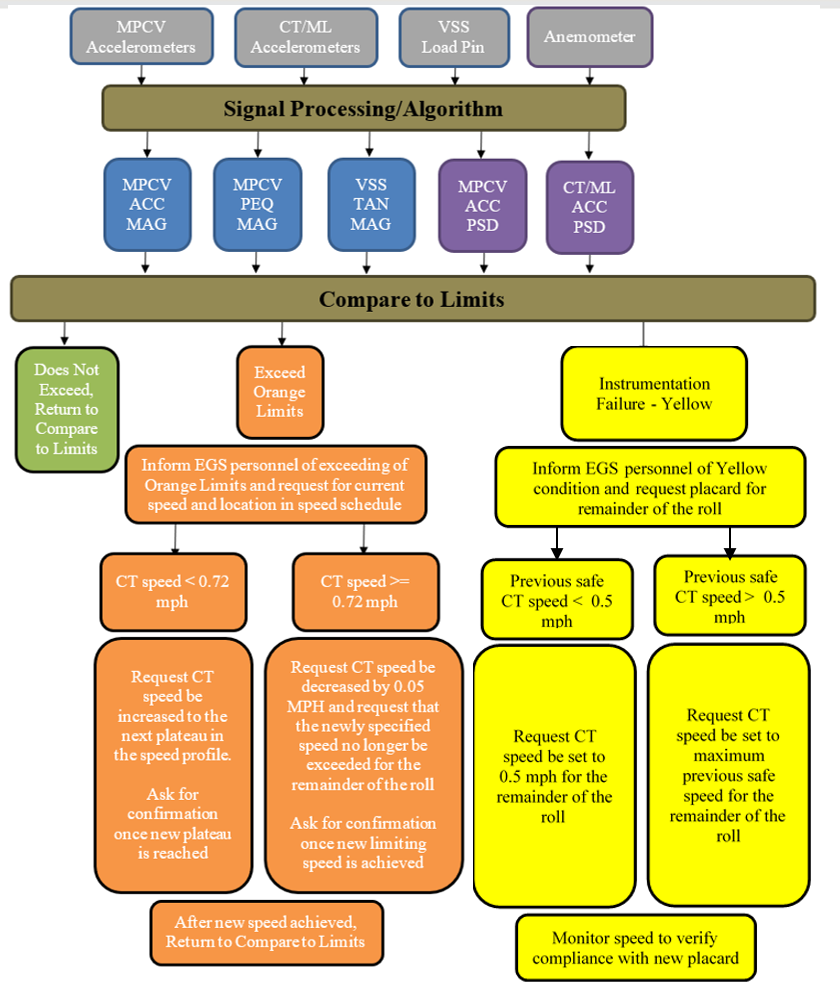 MPCV
Accelerometers
CT/ML
Accelerometers
VSS
Load Pin
Anemometer
Signal Processing/Algorithm
MPCV
ACC
MAG
MPCV
PEQ
MAG
VSS
TAN
MAG
MPCV
ACC
PSD
CT/ML
ACC
PSD
Compare to Limits
Does Not
Exceed,
Return to
Compare
to Limits
Exceed
Orange
Limits
Instrumentation
Failure - Yellow
Inform EGS personnel of exceeding of
Orange Limits and request for current
speed and location in speed schedule
Inform EGS personnel of Yellow
condition and request placard for
remainder of the roll
CT speed < 0.72
mph
CT speed >=
0.72 mph
Previous safe
CT speed < 0.5
mph
Previous safe
CT speed > 0.5
mph
Request CT
speed be
increased to the
next plateau in
the speed profile.
Ask for
confirmation
once new plateau
is reached
Request CT speed be
decreased by 0.05
MPH and request that
the newly specified
speed no longer be
exceeded for the
remainder of the roll
Ask for confirmation
once new limiting
speed is achieved
Request CT
speed be set to
0.5 mph for the
remainder of the
roll
Request CT
speed be set to
maximum
previous safe
speed for the
remainder of the
roll
After new speed achieved,
Return to Compare to Limits
Monitor speed to verify
compliance with new placard